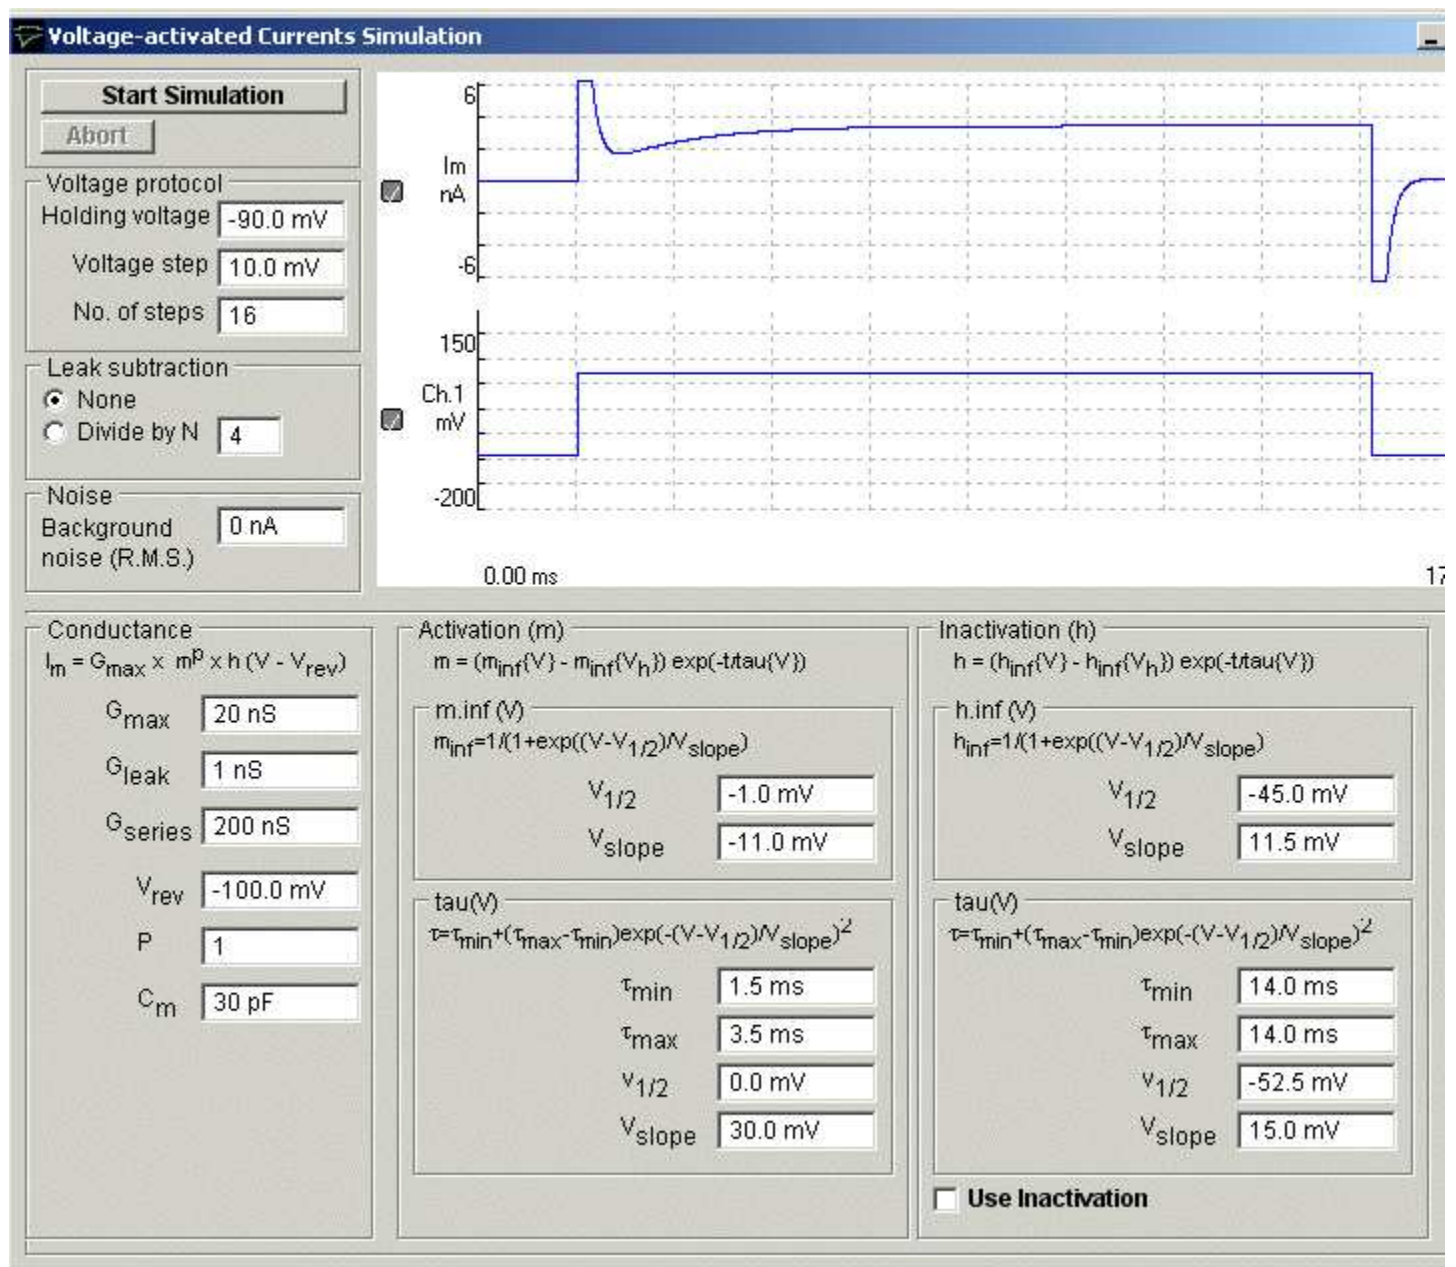 Voltage-activated Currents Simulation
Start Simulation
Abort
Voltage protocol
Holding voltage -90.0 mV
Voltage step 10.0 mV
No. of steps 16
Leak subtraction
None
Divide by N 4
Noise
Background 0 nA
noise (R.M.S.)
6
Im
nA
-6
150
Ch.1
mV
-200
0.00 ms 17
Conductance
Im = Gmax x mp x h (V - Vrev)
Gmax 20 nS
Gleak 1 nS
Gseries 200 nS
Vrev -100.0 mV
P 1
Cm 30 pF
Activation (m)
m = (minf{V} - minf{Vh}) exp(-t/tau{V})
m.inf (V)
minf=1/(1+exp((V-V1/2)/Vslope)
V1/2 -1.0 mV
Vslope -11.0 mV
tau(V)
τ=τmin+(τmax-τmin)exp(-(V-V1/2)/Vslope)2
τmin 1.5 ms
τmax 3.5 ms
V1/2 0.0 mV
Vslope 30.0 mV
Inactivation (h)
h = (hinf{V} - hinf{Vh}) exp(-t/tau{V})
h.inf (V)
hinf=1/(1+exp((V-V1/2)/Vslope)
V1/2 -45.0 mV
Vslope 11.5 mV
tau(V)
τ=τmin+(τmax-τmin)exp(-(V-V1/2)/Vslope)2
τmin 14.0 ms
τmax 14.0 ms
V1/2 -52.5 mV
Vslope 15.0 mV
Use Inactivation